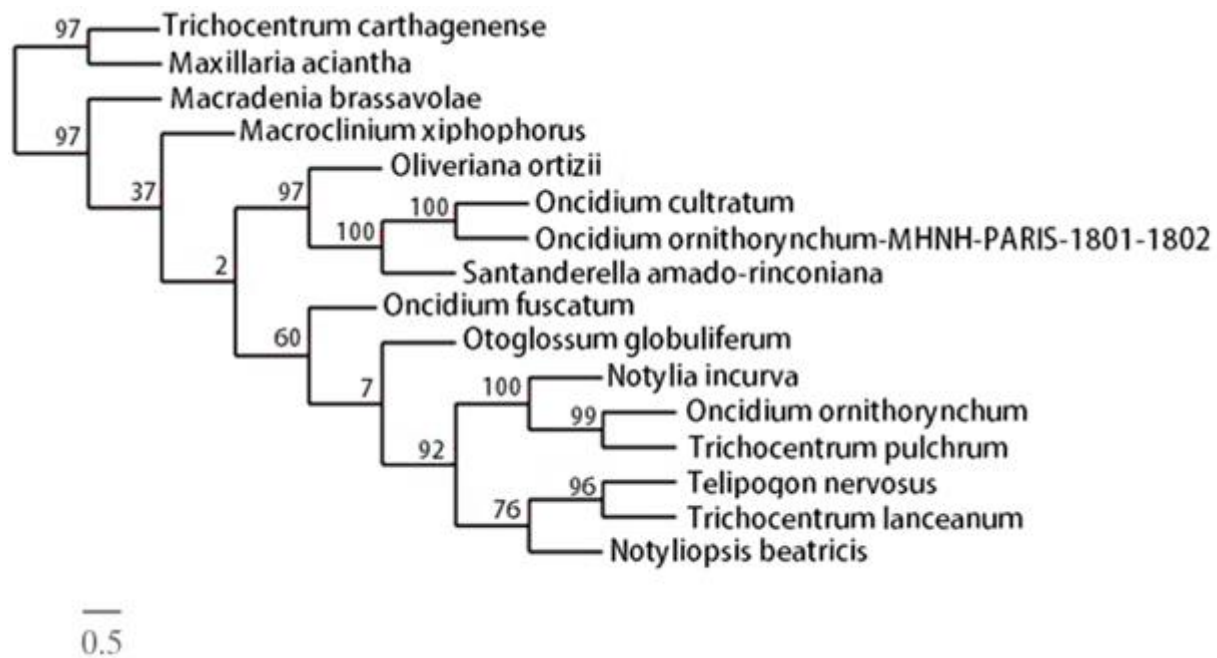 97
Trichocentrum carthagenense
Maxillaria aciantha
Macradenia brassavolae
97
Macroclinium xiphophorus
37
Oliveriana ortizii
97
Oncidium cultratum
100
Oncidium ornithorynchum-MHNH-PARIS-1801-1802
100
Santanderella amado-rinconiana
2
Oncidium fuscatum
60
Otoglossum globuliferum
7
Notylia incurva
100
Oncidium ornithorynchum
99
Trichocentrum pulchrum
92
Telipogon nervosus
96
Trichocentrum lanceanum
76
Notyliopsis beatricis
0.5